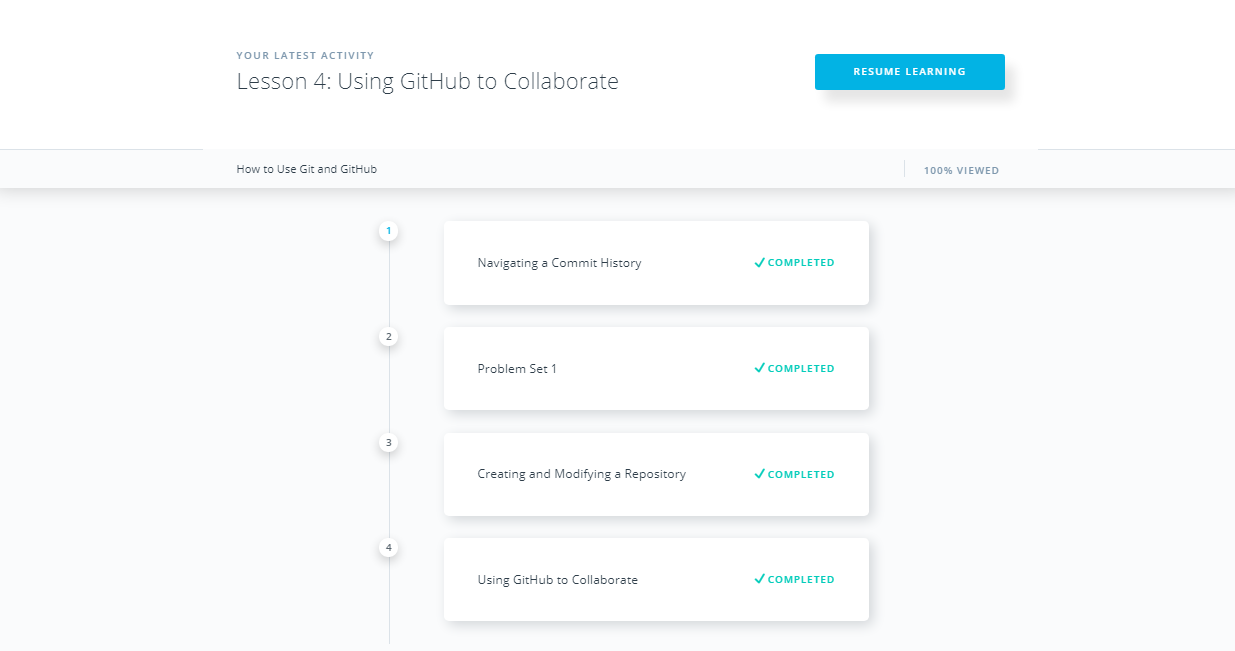 YOUR LATEST ACTIVITY
Lesson 4: Using GitHub to Collaborate
RESUME LEARNING
How to Use Git and GitHub
100% VIEWED
1
Navigating a Commit History
✓ COMPLETED
2
Problem Set 1
✓ COMPLETED
3
Creating and Modifying a Repository
✓ COMPLETED
4
Using GitHub to Collaborate
✓ COMPLETED